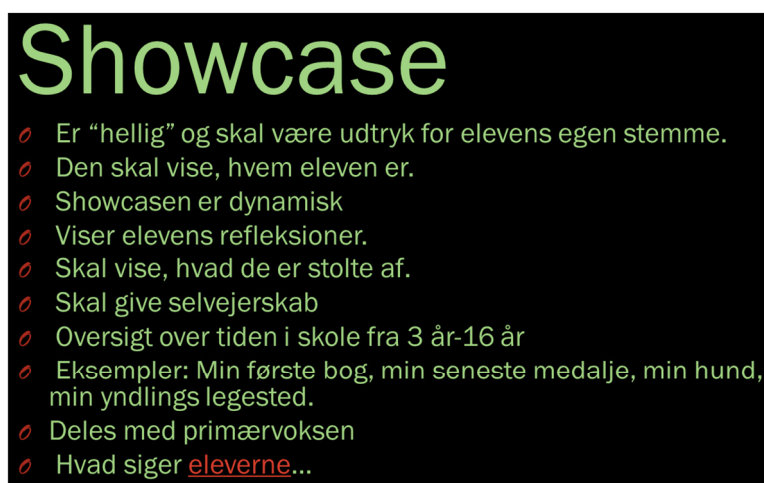 Showcase
Er “hellig” og skal være udtryk for elevens egen stemme.
Den skal vise, hvem eleven er.
Showcasen er dynamisk
Viser elevens refleksioner.
Skal vise, hvad de er stolte af.
Skal give selvejerskab
Oversigt over tiden i skole fra 3 år-16 år
Eksempler: Min første bog, min seneste medalje, min hund,
min yndlings legested.
Deles med primærvoksen
Hvad siger eleverne...